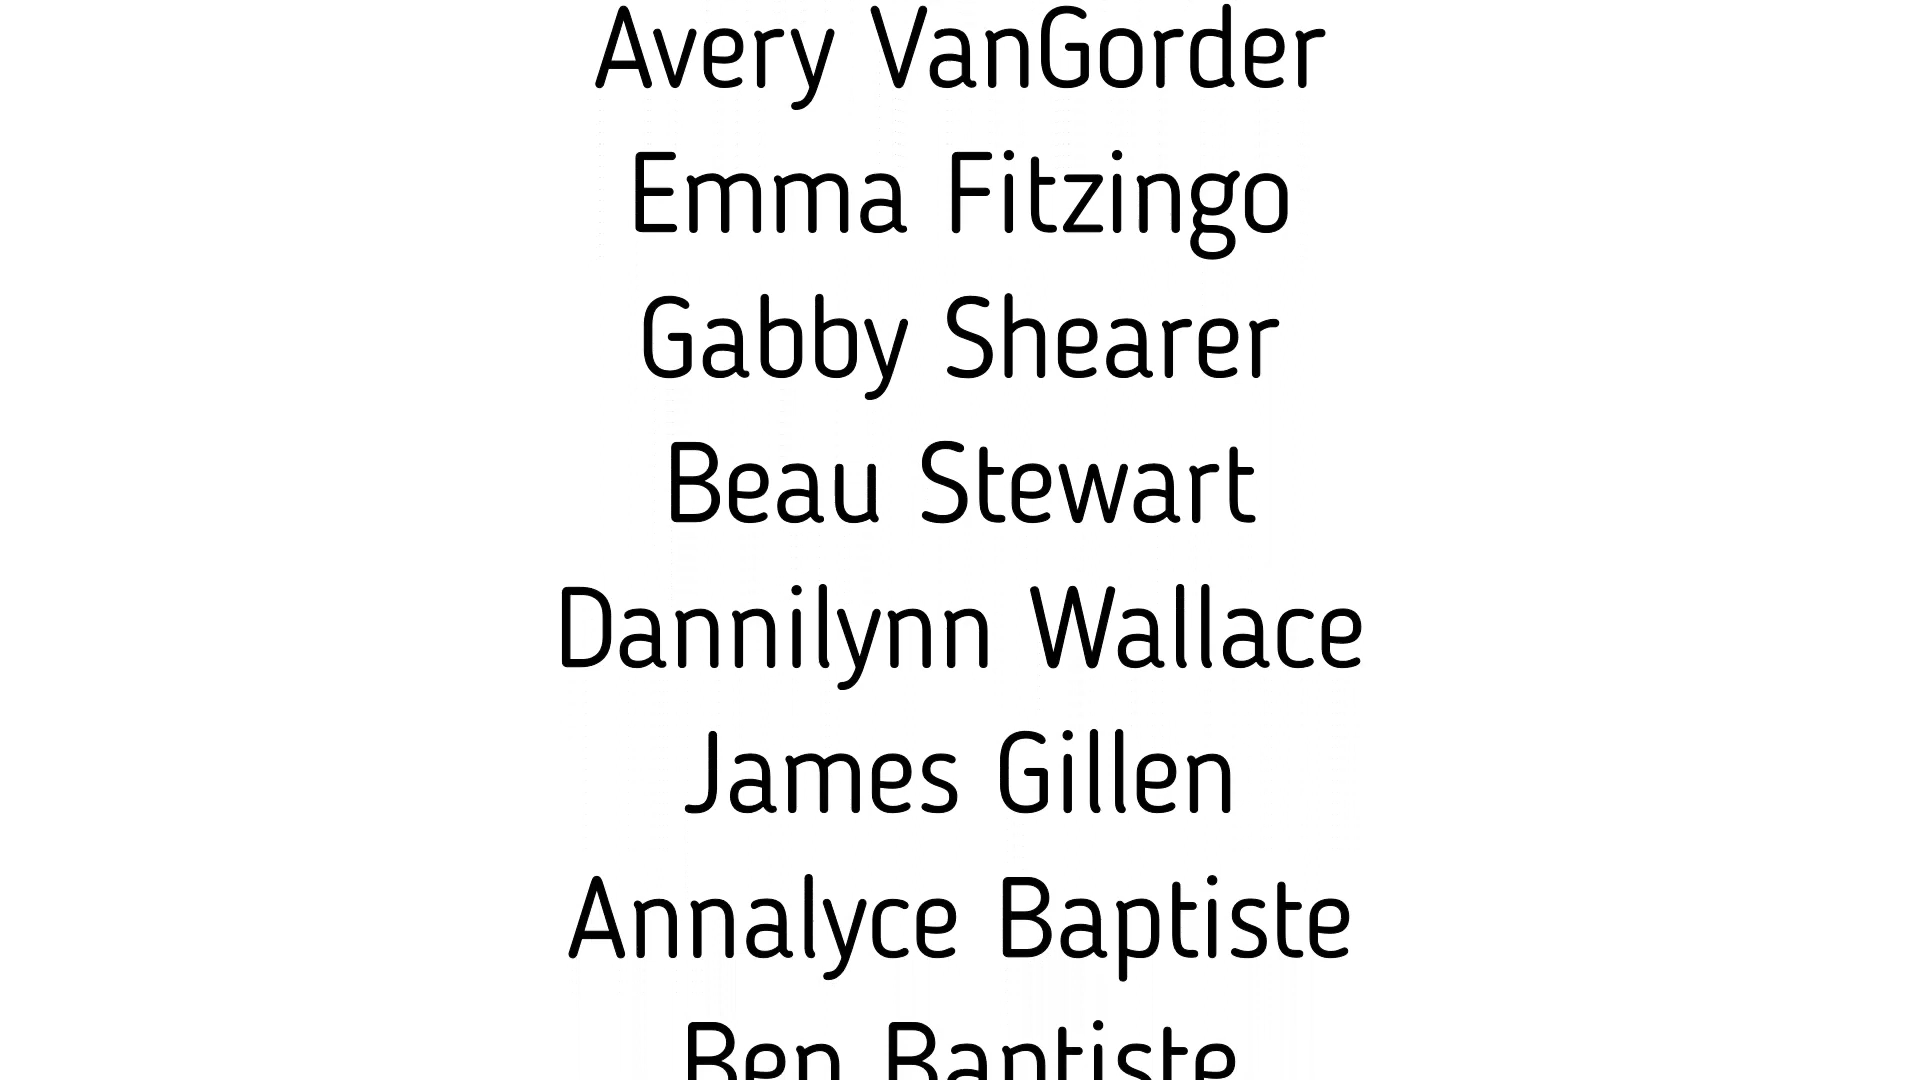 Avery VanGorder
Emma Fitzingo
Gabby Shearer
Beau Stewart
Dannilynn Wallace
James Gillen
Annalyce Baptiste
Ben Baptiste